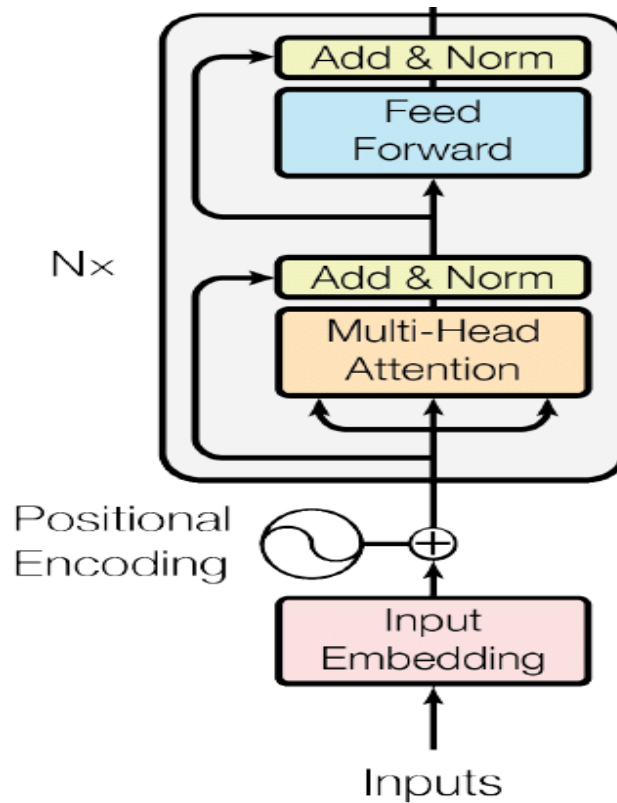 Add & Norm
Feed
Forward
Nx
Add & Norm
Multi-Head
Attention
Positional
Encoding
Input
Embedding
Inputs